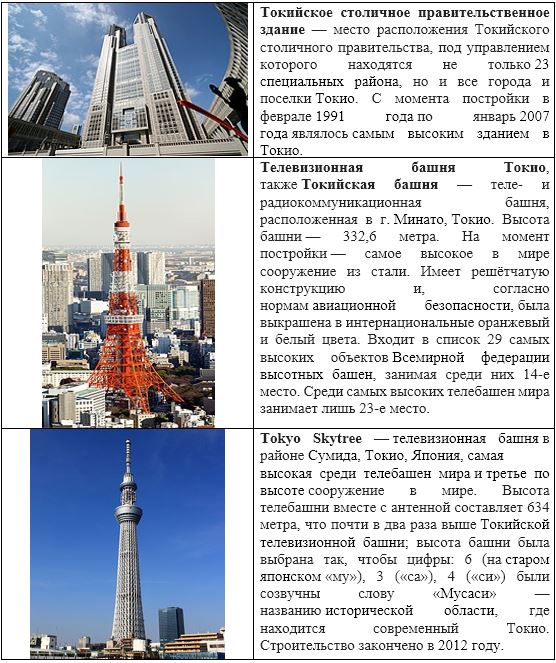 Токийское столичное правительственное
здание — место расположения Токийского
столичного правительства, под управлением
которого находятся не только 23
специальных района, но и все города и
поселки Токио. С момента постройки в
феврале 1991 года по январь 2007
года являлось самым высоким зданием в
Токио.
Телевизионная башня Токио,
также Токийская башня — теле- и
радиокоммуникационная башня,
расположенная в г. Минато, Токио. Высота
башни — 332,6 метра. На момент
постройки — самое высокое в мире
сооружение из стали. Имеет решётчатую
конструкцию и, согласно
нормам авиационной безопасности, была
выкрашена в интернациональные оранжевый
и белый цвета. Входит в список 29 самых
высоких объектов Всемирной федерации
высотных башен, занимая среди них 14-е
место. Среди самых высоких телебашен мира
занимает лишь 23-е место.
Tokyo Skytree — телевизионная башня в
районе Сумида, Токио, Япония, самая
высокая среди телебашен мира и третье по
высоте сооружение в мире. Высота
телебашни вместе с антенной составляет 634
метра, что почти в два раза выше Токийской
телевизионной башни; высота башни была
выбрана так, чтобы цифры: 6 (на старом
японском «му»), 3 («са»), 4 («си») были
созвучны слову «Мусаси» —
названию исторической области, где
находится современный Токио.
Строительство закончено в 2012 году.